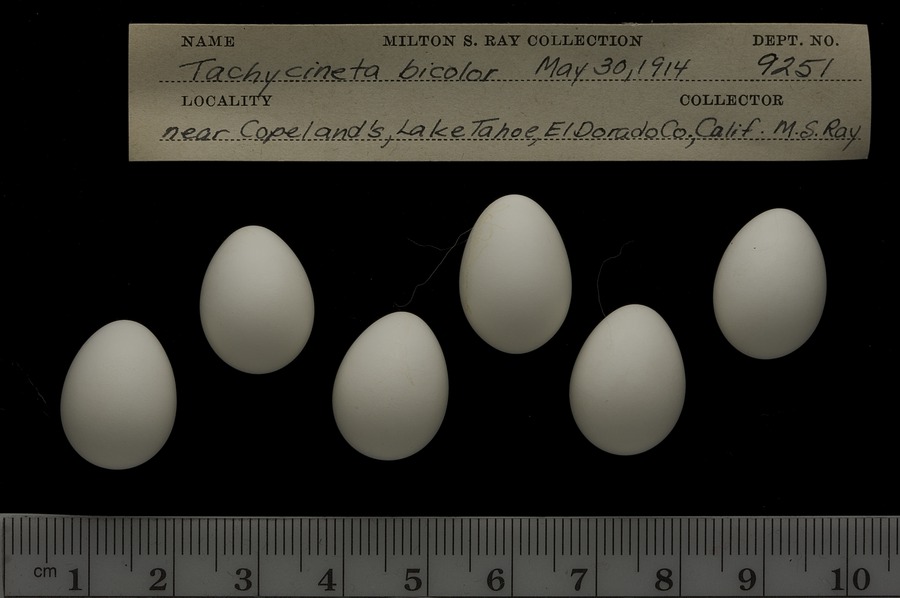 NAME MILTON S. RAY COLLECTION DEPT. NO.
Tachycineta bicolor May 30, 1914 9251
LOCALITY COLLECTOR
near Copeland's, Lake Tahoe, El Dorado Co., Calif. M.S. Ray
cm 1 2 3 4 5 6 7 8 9 10